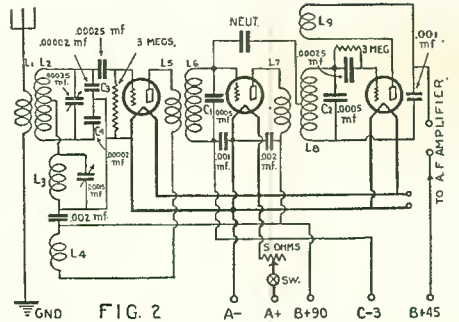 .00025 mf
.00002 mf
3 MEGS.
NEUT.
L9
.001 mf.
L1 L2
C3
L5
L6
L7
.00025 mf
3 MEG
.00035 mf.
C1
.0005 mf
C2
.0005 mf
C4
.00002 mf
.001 mf.
.002 mf.
L8
L3
.0005 mf.
.002 mf.
L4
5 OHMS
SW.
TO A.F. AMPLIFIER
GND
FIG. 2
A-
A+
B+90
C-3
B+45